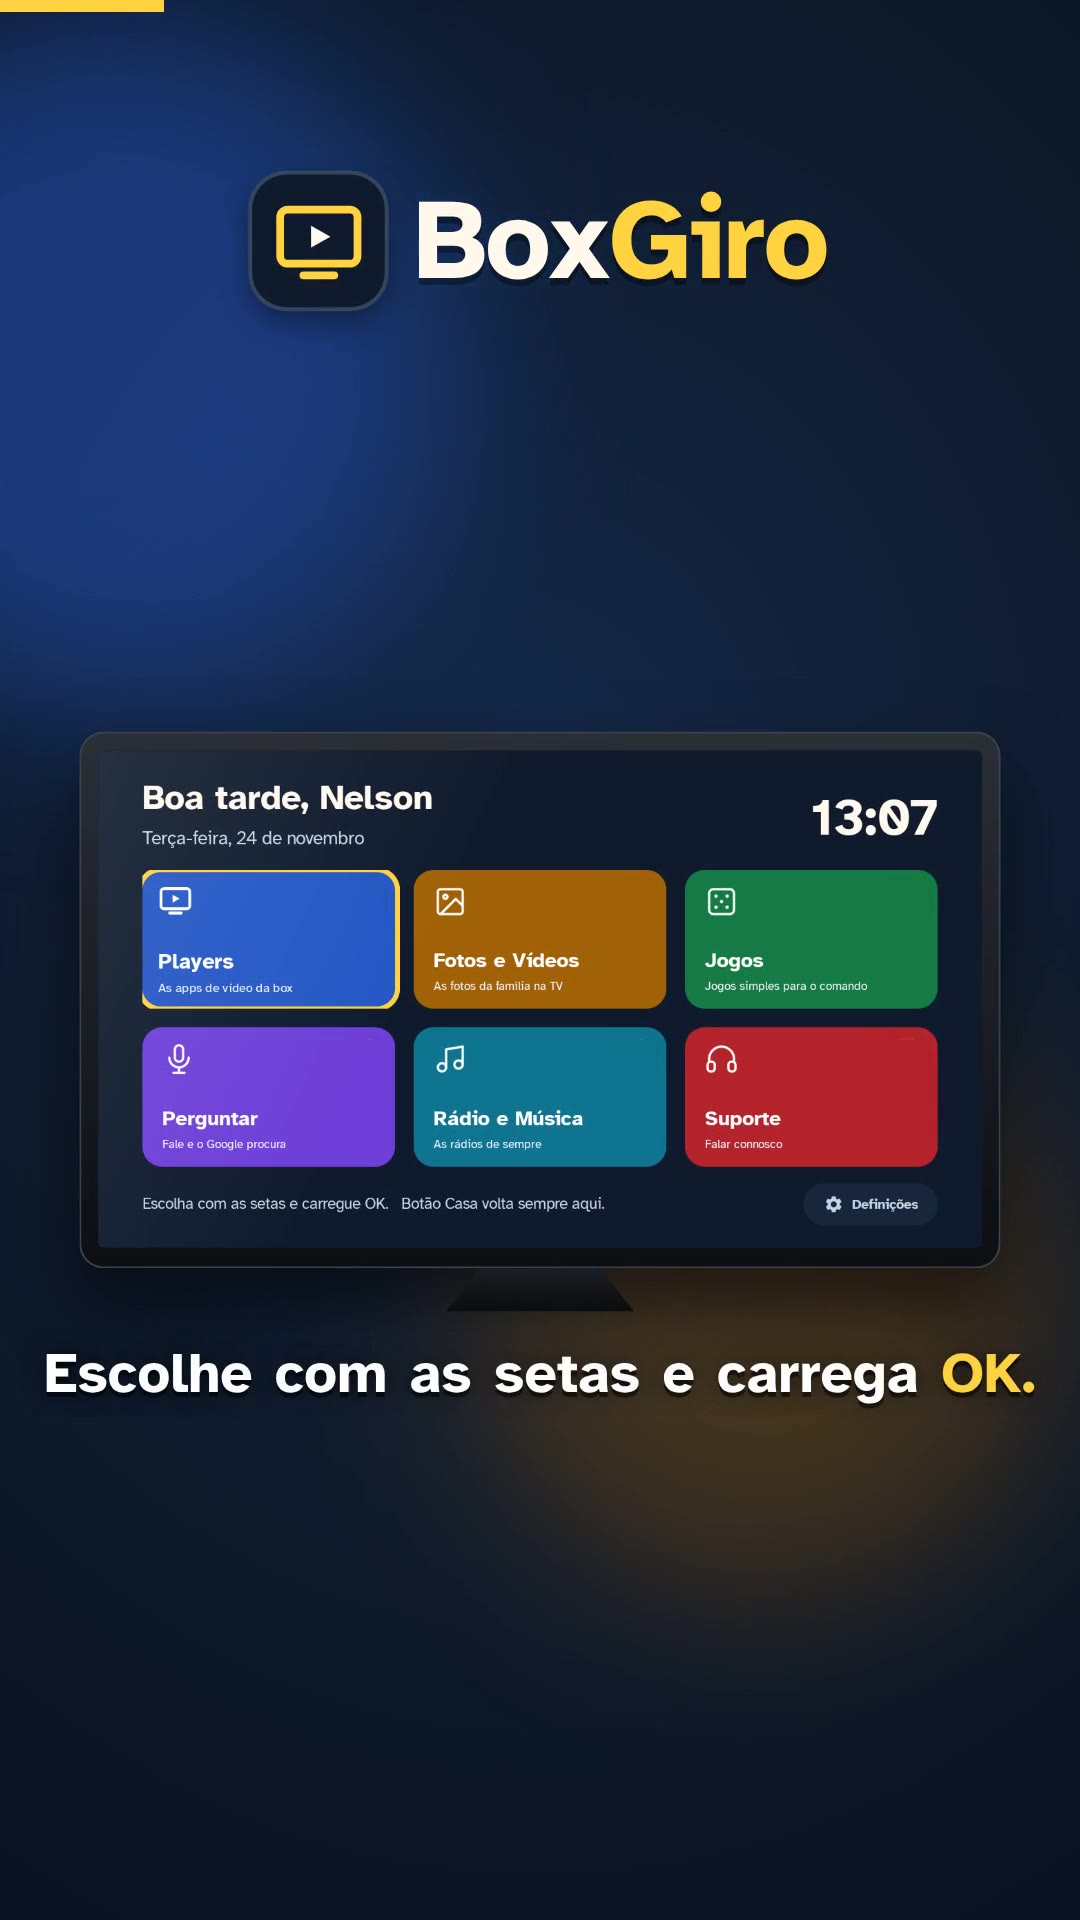 BoxGiro
Boa tarde, Nelson
Terça-feira, 24 de novembro
13:07
Players
As apps de vídeo da box
Fotos e Vídeos
As fotos da família na TV
Jogos
Jogos simples para o comando
Perguntar
Fale e o Google procura
Rádio e Música
As rádios de sempre
Suporte
Falar connosco
Escolha com as setas e carregue OK. Botão Casa volta sempre aqui.
Definições
Escolhe com as setas e carrega OK.